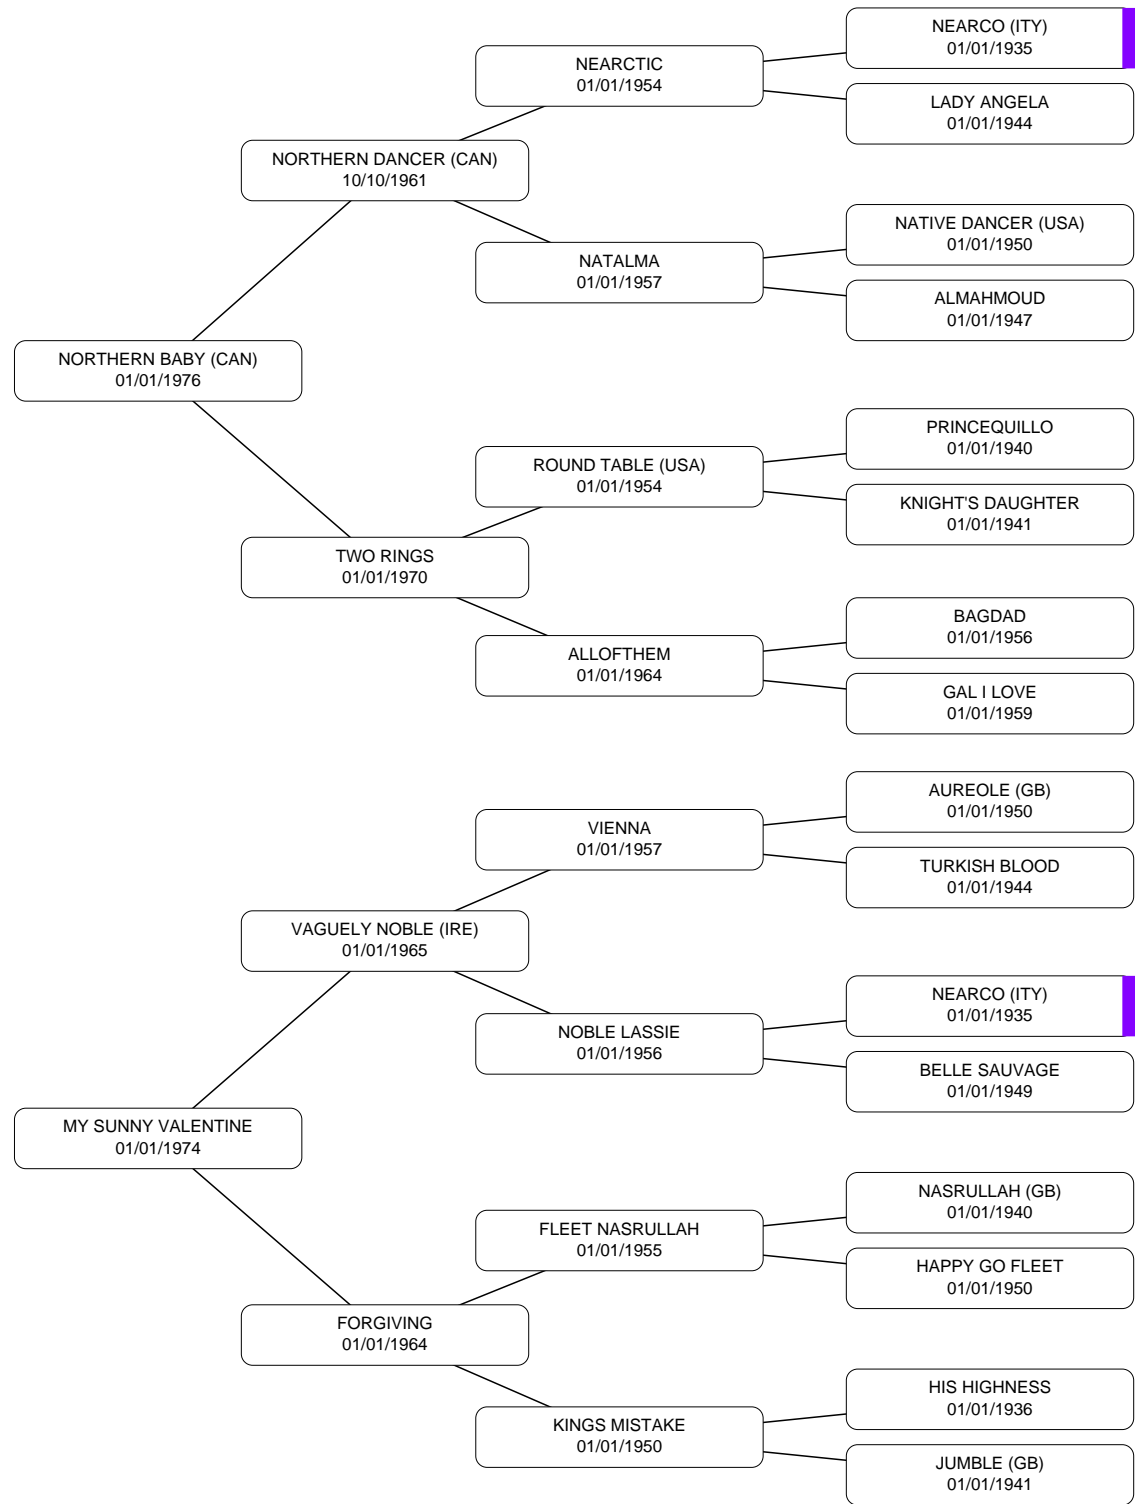 NEARCO (ITY)
01/01/1935
NEARCTIC
01/01/1954
LADY ANGELA
01/01/1944
NORTHERN DANCER (CAN)
10/10/1961
NATIVE DANCER (USA)
01/01/1950
NATALMA
01/01/1957
ALMAHMOUD
01/01/1947
NORTHERN BABY (CAN)
01/01/1976
PRINCEQUILLO
01/01/1940
ROUND TABLE (USA)
01/01/1954
KNIGHT'S DAUGHTER
01/01/1941
TWO RINGS
01/01/1970
BAGDAD
01/01/1956
ALLOFTHEM
01/01/1964
GAL I LOVE
01/01/1959
AUREOLE (GB)
01/01/1950
VIENNA
01/01/1957
TURKISH BLOOD
01/01/1944
VAGUELY NOBLE (IRE)
01/01/1965
NEARCO (ITY)
01/01/1935
NOBLE LASSIE
01/01/1956
BELLE SAUVAGE
01/01/1949
MY SUNNY VALENTINE
01/01/1974
NASRULLAH (GB)
01/01/1940
FLEET NASRULLAH
01/01/1955
HAPPY GO FLEET
01/01/1950
FORGIVING
01/01/1964
HIS HIGHNESS
01/01/1936
KINGS MISTAKE
01/01/1950
JUMBLE (GB)
01/01/1941